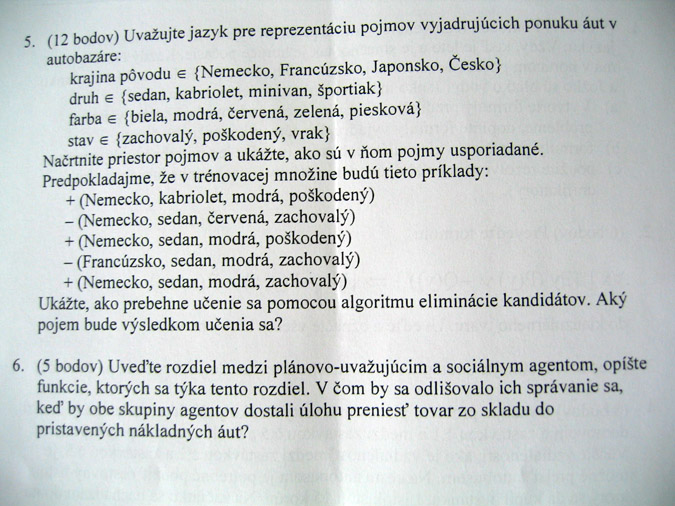 5. (12 bodov) Uvažujte jazyk pre reprezentáciu pojmov vyjadrujúcich ponuku áut v
autobazáre:
krajina pôvodu ∈ {Nemecko, Francúzsko, Japonsko, Česko}
druh ∈ {sedan, kabriolet, minivan, športiak}
farba ∈ {biela, modrá, červená, zelená, piesková}
stav ∈ {zachovalý, poškodený, vrak}
Načrtnite priestor pojmov a ukážte, ako sú v ňom pojmy usporiadané.
Predpokladajme, že v trénovacej množine budú tieto príklady:
+ (Nemecko, kabriolet, modrá, poškodený)
– (Nemecko, sedan, červená, zachovalý)
+ (Nemecko, sedan, modrá, poškodený)
– (Francúzsko, sedan, modrá, zachovalý)
+ (Nemecko, sedan, modrá, zachovalý)
Ukážte, ako prebehne učenie sa pomocou algoritmu eliminácie kandidátov. Aký
pojem bude výsledkom učenia sa?
6. (5 bodov) Uveďte rozdiel medzi plánovo-uvažujúcim a sociálnym agentom, opíšte
funkcie, ktorých sa týka tento rozdiel. V čom by sa odlišovalo ich správanie sa,
keď by obe skupiny agentov dostali úlohu preniesť tovar zo skladu do
pristavených nákladných áut?